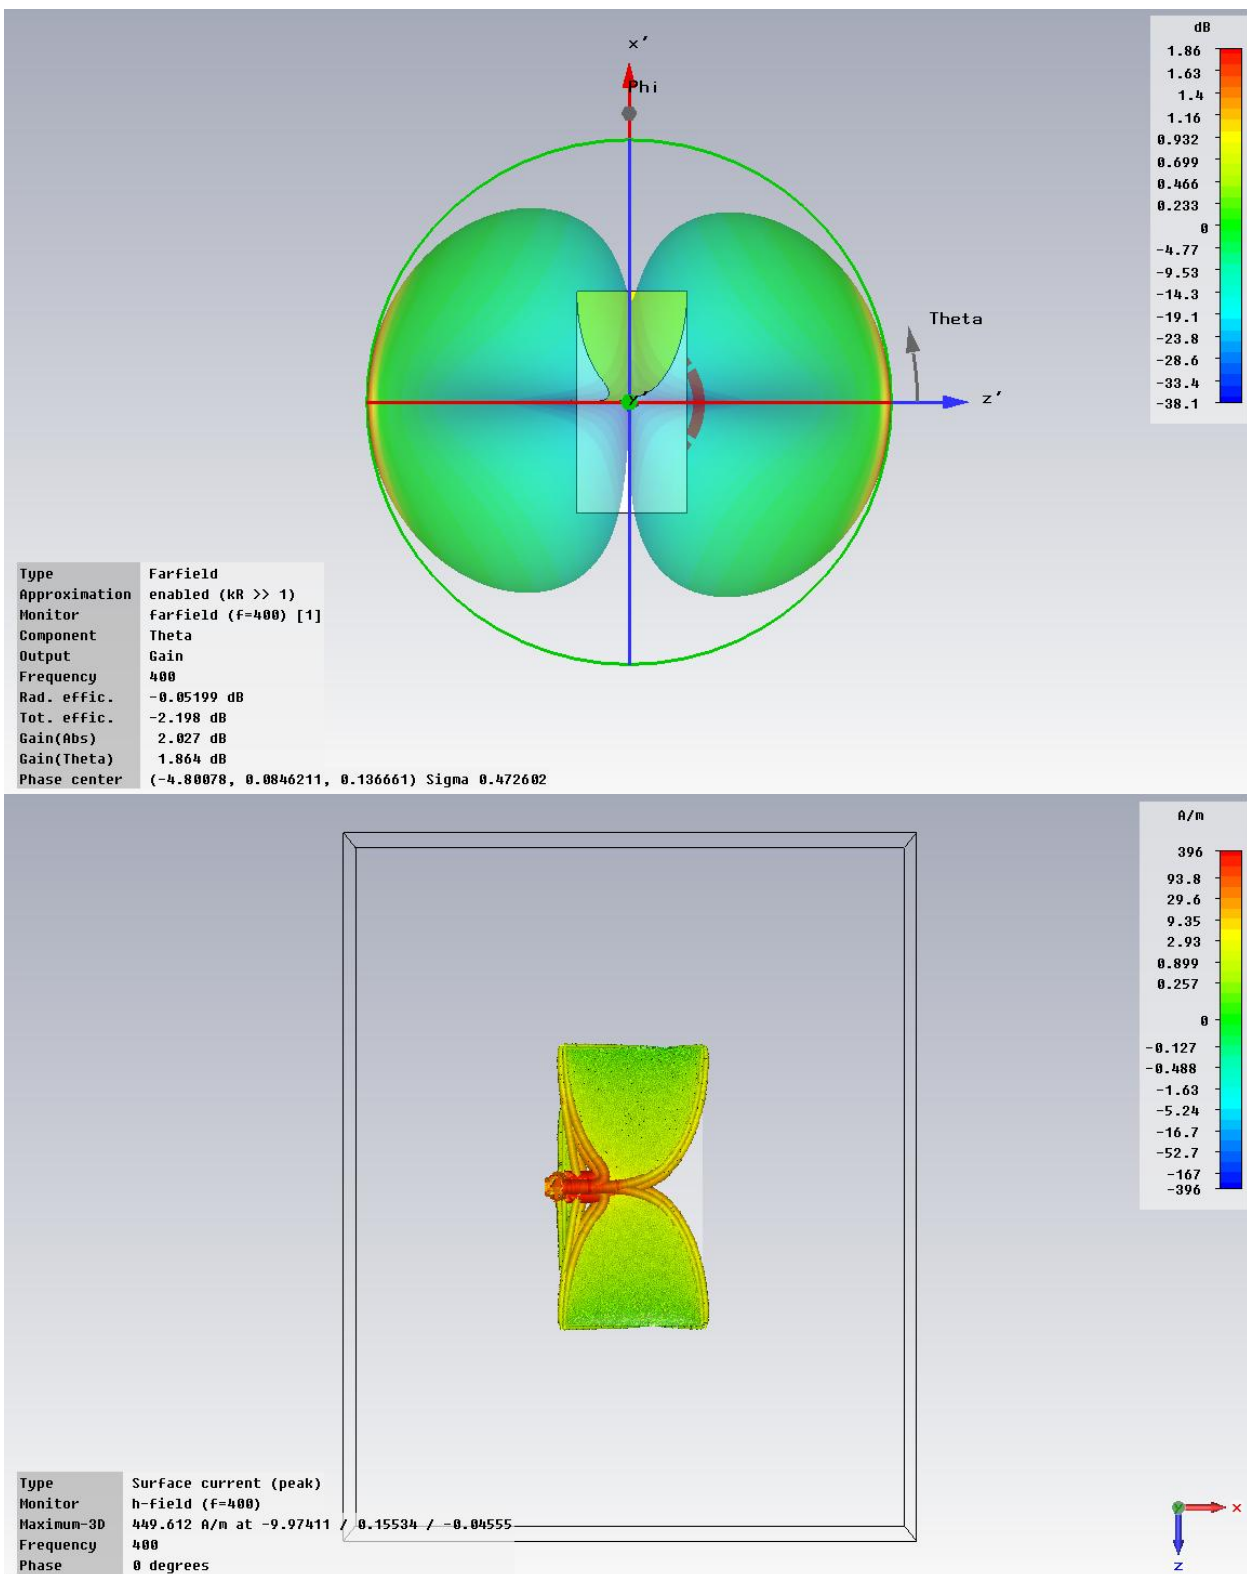 dB
1.86
1.63
1.4
1.16
0.932
0.699
0.466
0.233
0
-4.77
-9.53
-14.3
-19.1
-23.8
-28.6
-33.4
-38.1
x'
Phi
Theta
y'
z'
Type Farfield
Approximation enabled (kR >> 1)
Monitor farfield (f=400) [1]
Component Theta
Output Gain
Frequency 400
Rad. effic. -0.05199 dB
Tot. effic. -2.198 dB
Gain(Abs) 2.027 dB
Gain(Theta) 1.864 dB
Phase center (-4.80078, 0.0846211, 0.136661) Sigma 0.472602
A/m
396
93.8
29.6
9.35
2.93
0.899
0.257
0
-0.127
-0.488
-1.63
-5.24
-16.7
-52.7
-167
-396
Type Surface current (peak)
Monitor h-field (f=400)
Maximum-3D 449.612 A/m at -9.97411 / 0.15534 / -0.04555
Frequency 400
Phase 0 degrees
y
x
z